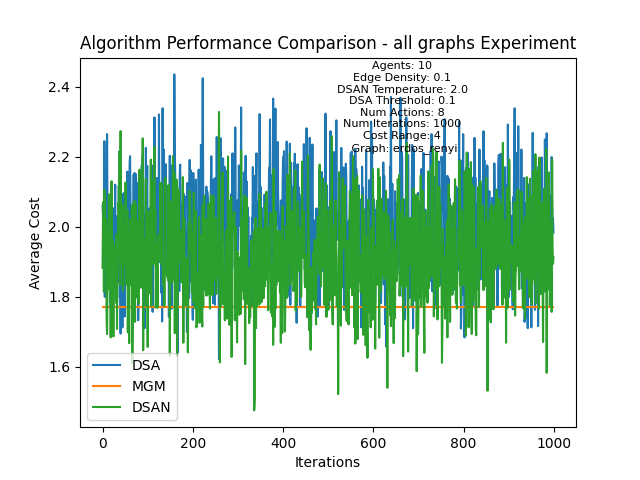 Algorithm Performance Comparison - all graphs Experiment
Agents: 10
Edge Density: 0.1
DSAN Temperature: 2.0
DSA Threshold: 0.1
Num Actions: 8
Num Iterations: 1000
Cost Range: 4
Graph: erdos_renyi
Average Cost
2.4
2.2
2.0
1.8
1.6
DSA
MGM
DSAN
0
200
400
600
800
1000
Iterations